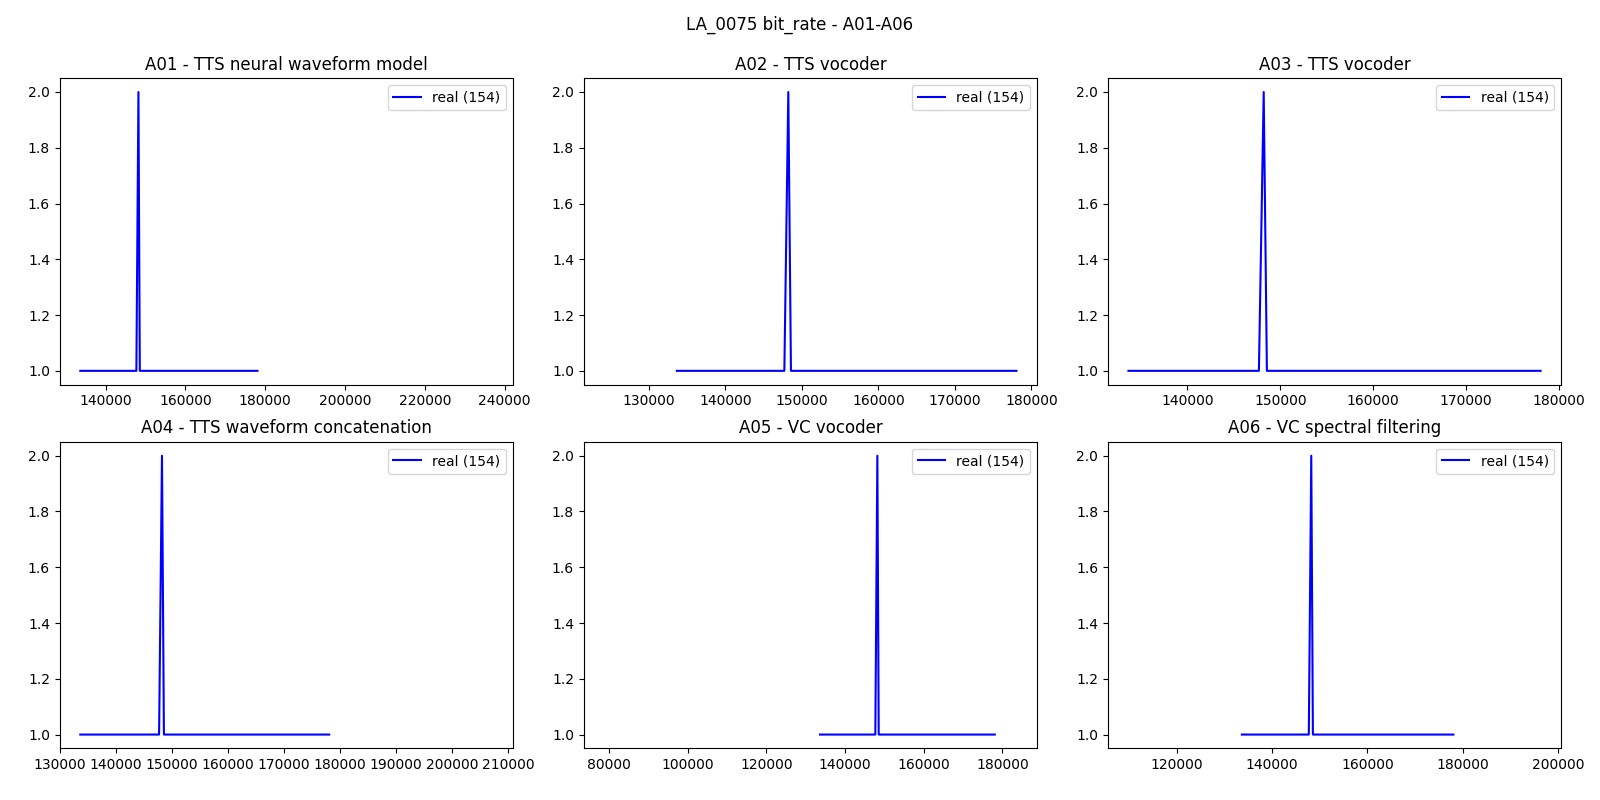 LA_0075 bit_rate - A01-A06
A01 - TTS neural waveform model
A02 - TTS vocoder
A03 - TTS vocoder
2.0
1.8
1.6
1.4
1.2
1.0
real (154)
140000 160000 180000 200000 220000 240000
2.0
1.8
1.6
1.4
1.2
1.0
real (154)
130000 140000 150000 160000 170000 180000
2.0
1.8
1.6
1.4
1.2
1.0
real (154)
140000 150000 160000 170000 180000
A04 - TTS waveform concatenation
A05 - VC vocoder
A06 - VC spectral filtering
2.0
1.8
1.6
1.4
1.2
1.0
real (154)
130000 140000 150000 160000 170000 180000 190000 200000 210000
2.0
1.8
1.6
1.4
1.2
1.0
real (154)
80000 100000 120000 140000 160000 180000
2.0
1.8
1.6
1.4
1.2
1.0
real (154)
120000 140000 160000 180000 200000